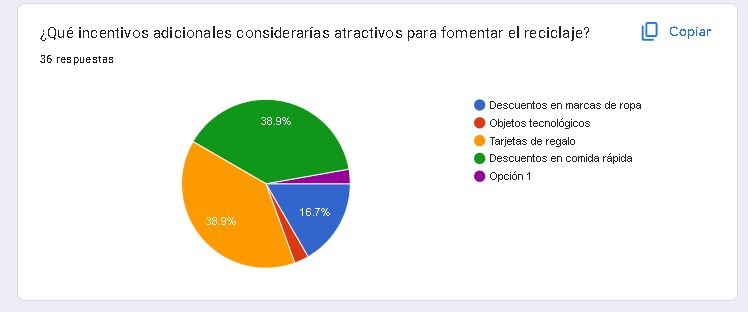 ¿Qué incentivos adicionales considerarías atractivos para fomentar el reciclaje?
Copiar
36 respuestas
38.9%
38.9%
16.7%
Descuentos en marcas de ropa
Objetos tecnológicos
Tarjetas de regalo
Descuentos en comida rápida
Opción 1